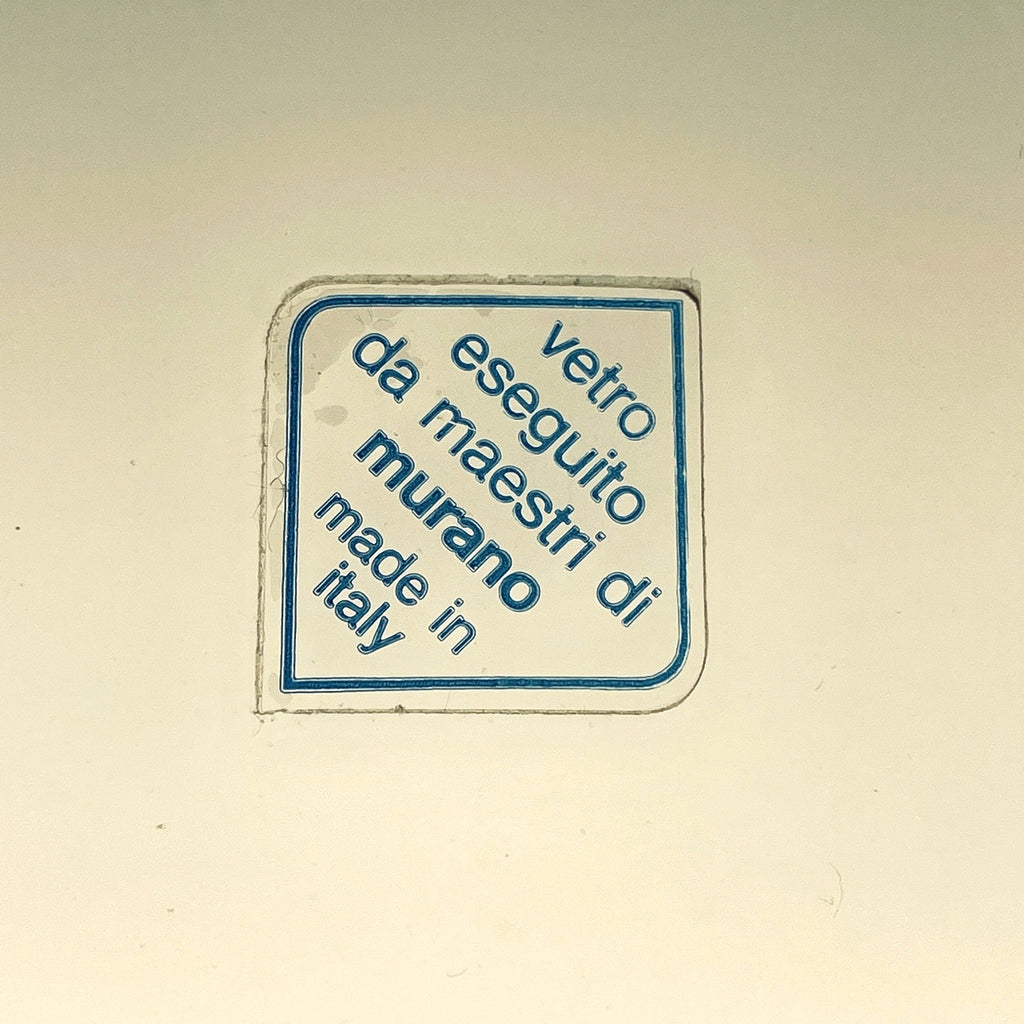 vetro
eseguito
da maestri di
murano
made in
italy